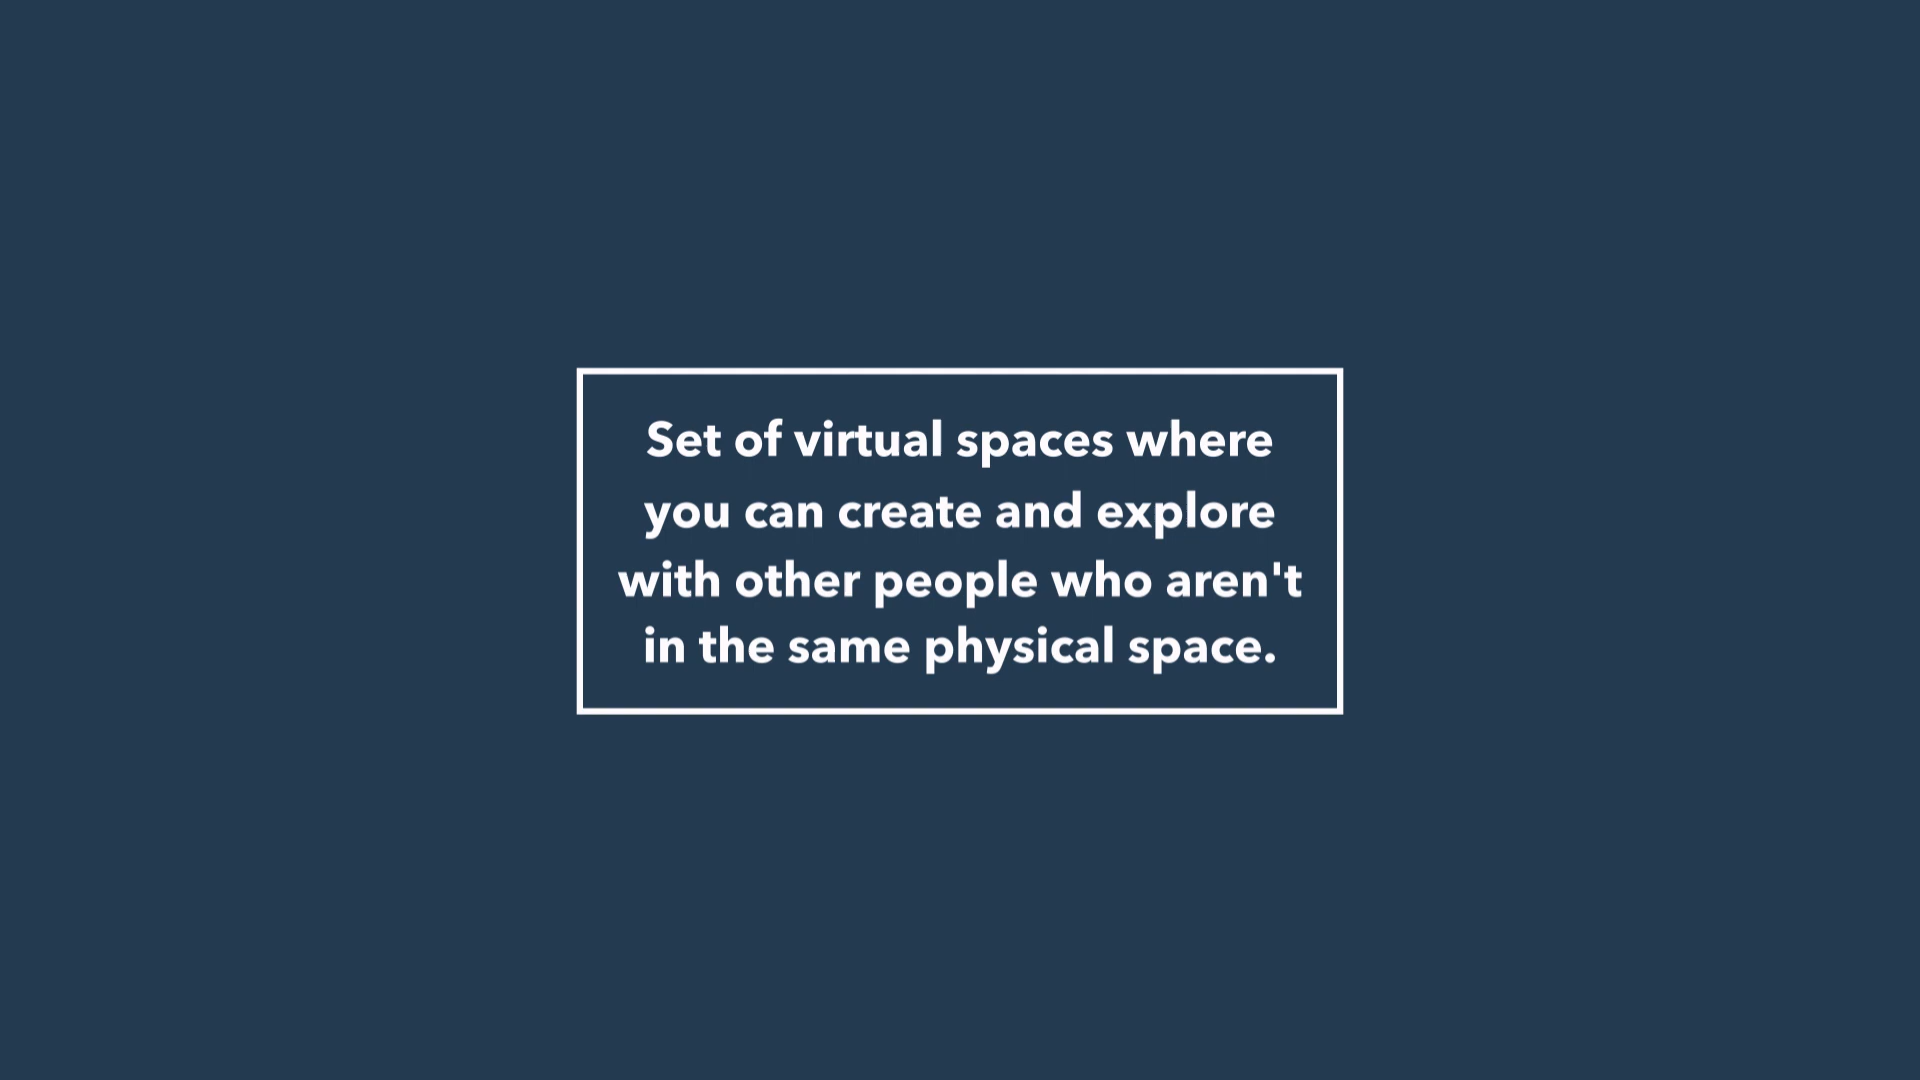 Set of virtual spaces where
you can create and explore
with other people who aren't
in the same physical space.